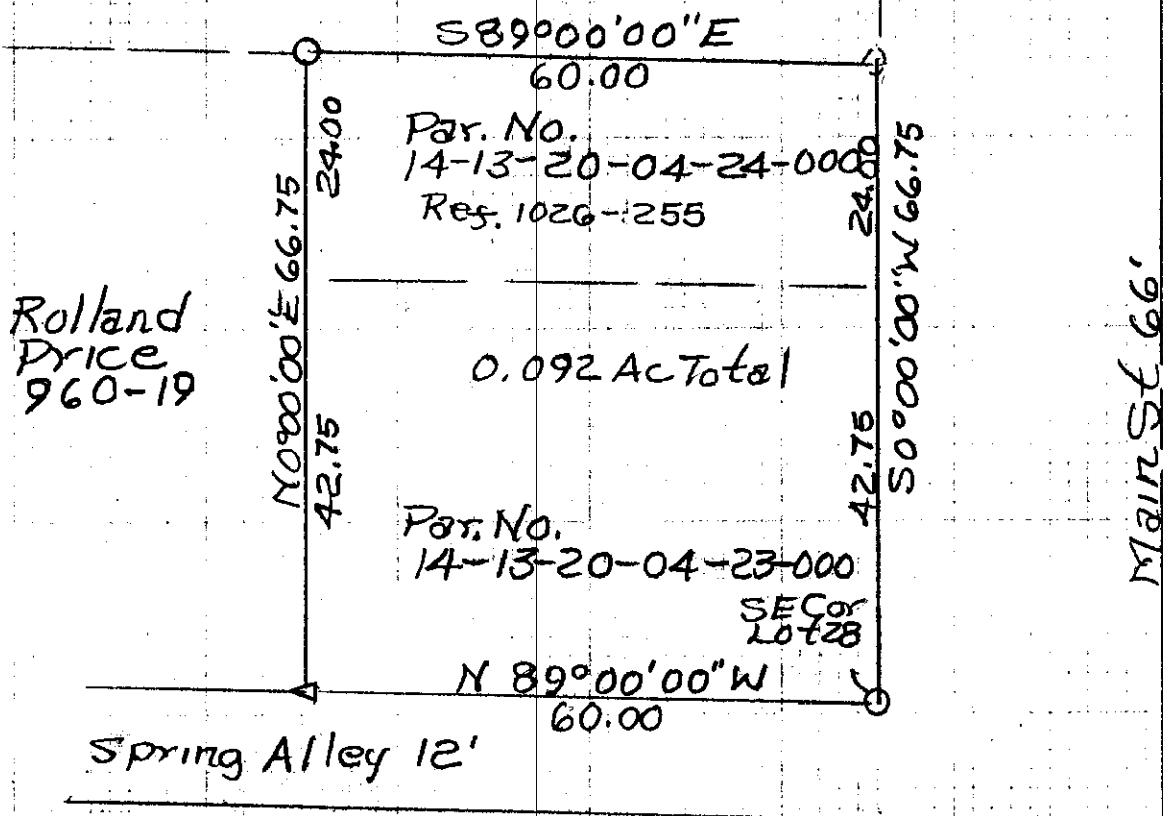 S89°00'00"E
60.00
24.00
Par. No.
14-13-20-04-24-000
24.00
Ref. 1026-255
N0°00'00"E 66.75
S0°00'00"W 66.75
Rolland
Price
960-19
0.092 Ac Total
Main St 66'
42.75
42.75
Par. No.
14-13-20-04-23-000
SE Cor
Lot 28
N 89°00'00"W
60.00
Spring Alley 12'